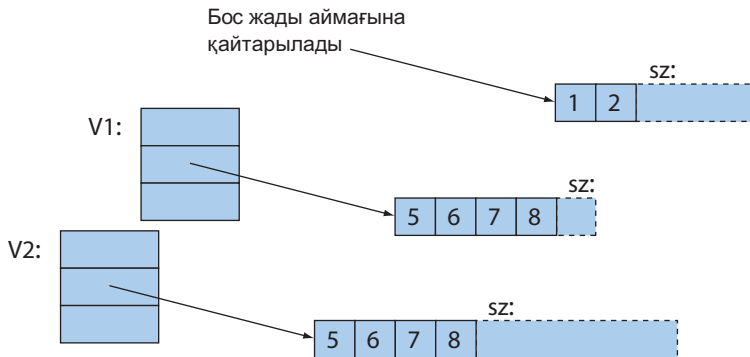 Бос жады аймағына
қайтарылады
sz:
1 2
V1:
sz:
5 6 7 8
V2:
sz:
5 6 7 8